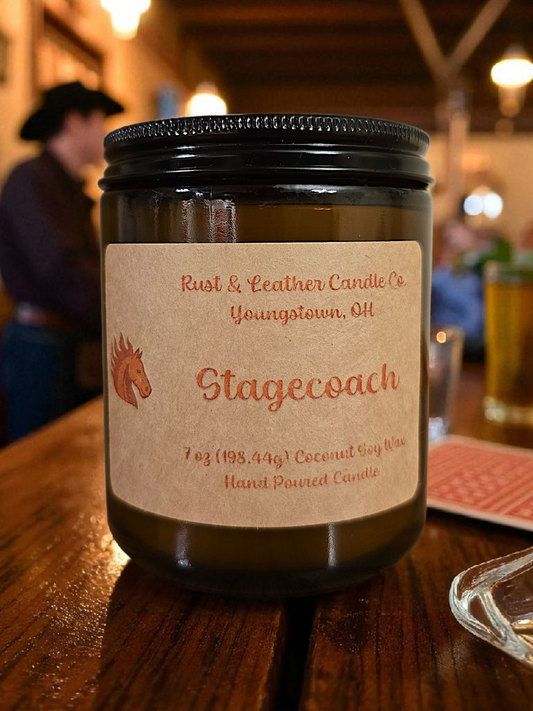 Rust & Leather Candle Co.
Youngstown, OH
Stagecoach
7 oz (198.44g) Coconut Soy Wax
Hand Poured Candle